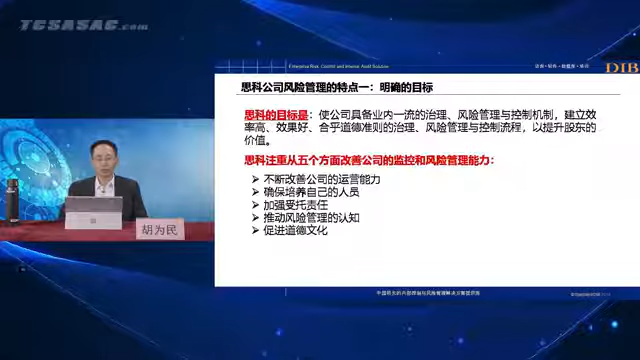 TCSASAC.com
Enterprise Risk, Control and Internal Audit Solution
DIB
思科公司风险管理的特点一：明确的目标
思科的目标是：使公司具备业内一流的治理、风险管理与控制机制，建立效
率高、效果好、合乎道德准则的治理、风险管理与控制流程，以提升股东的
价值。
思科注重从五个方面改善公司的监控和风险管理能力：
➢ 不断改善公司的运营能力
➢ 确保培养自己的人员
➢ 加强受托责任
➢ 推动风险管理的认知
➢ 促进道德文化
胡为民